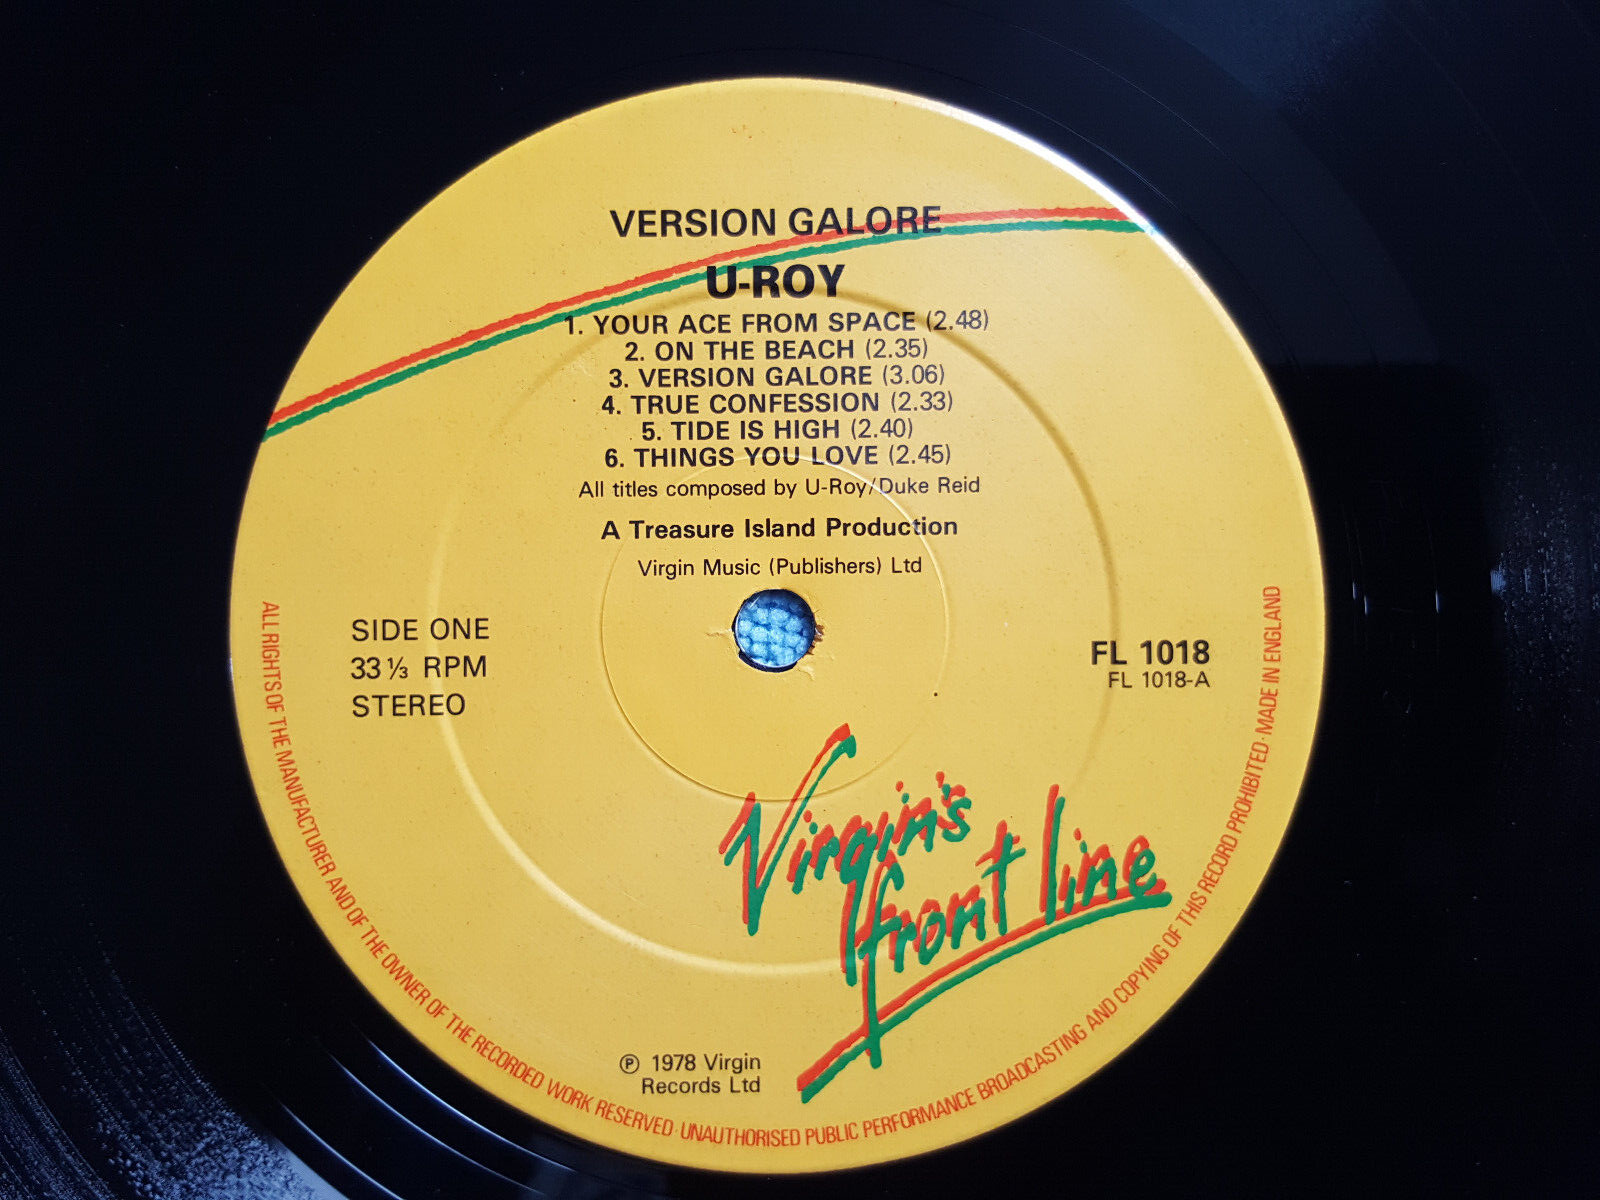 VERSION GALORE
U-ROY
1. YOUR ACE FROM SPACE (2.48)
2. ON THE BEACH (2.35)
3. VERSION GALORE (3.06)
4. TRUE CONFESSION (2.33)
5. TIDE IS HIGH (2.40)
6. THINGS YOU LOVE (2.45)
All titles composed by U-Roy/Duke Reid
A Treasure Island Production
Virgin Music (Publishers) Ltd
SIDE ONE
33⅓ RPM
STEREO
FL 1018
FL 1018-A
Virgin's
front line
℗ 1978 Virgin
Records Ltd
ALL RIGHTS OF THE MANUFACTURER AND OF THE OWNER OF THE RECORDED WORK RESERVED·UNAUTHORISED PUBLIC PERFORMANCE BROADCASTING AND COPYING OF THIS RECORD PROHIBITED·MADE IN ENGLAND